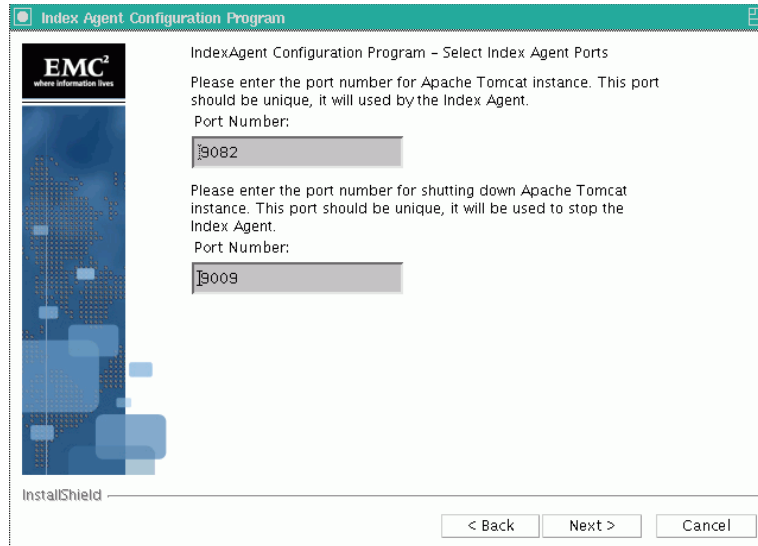 Index Agent Configuration Program
EMC²
where information lives
IndexAgent Configuration Program – Select Index Agent Ports
Please enter the port number for Apache Tomcat instance. This port
should be unique, it will used by the Index Agent.
Port Number:
9082
Please enter the port number for shutting down Apache Tomcat
instance. This port should be unique, it will be used to stop the
Index Agent.
Port Number:
9009
InstallShield
< Back
Next >
Cancel